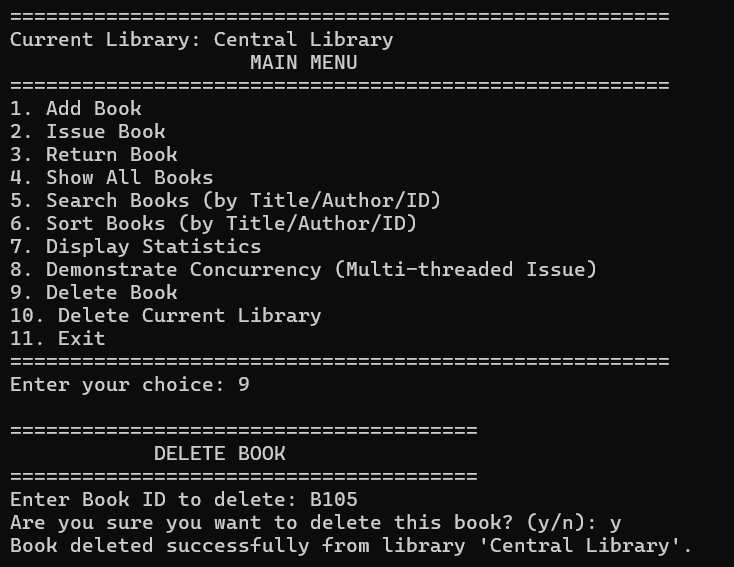 =======================================================
Current Library: Central Library
                    MAIN MENU
=======================================================
1. Add Book
2. Issue Book
3. Return Book
4. Show All Books
5. Search Books (by Title/Author/ID)
6. Sort Books (by Title/Author/ID)
7. Display Statistics
8. Demonstrate Concurrency (Multi-threaded Issue)
9. Delete Book
10. Delete Current Library
11. Exit
=======================================================
Enter your choice: 9

=======================================
            DELETE BOOK
=======================================
Enter Book ID to delete: B105
Are you sure you want to delete this book? (y/n): y
Book deleted successfully from library 'Central Library'.